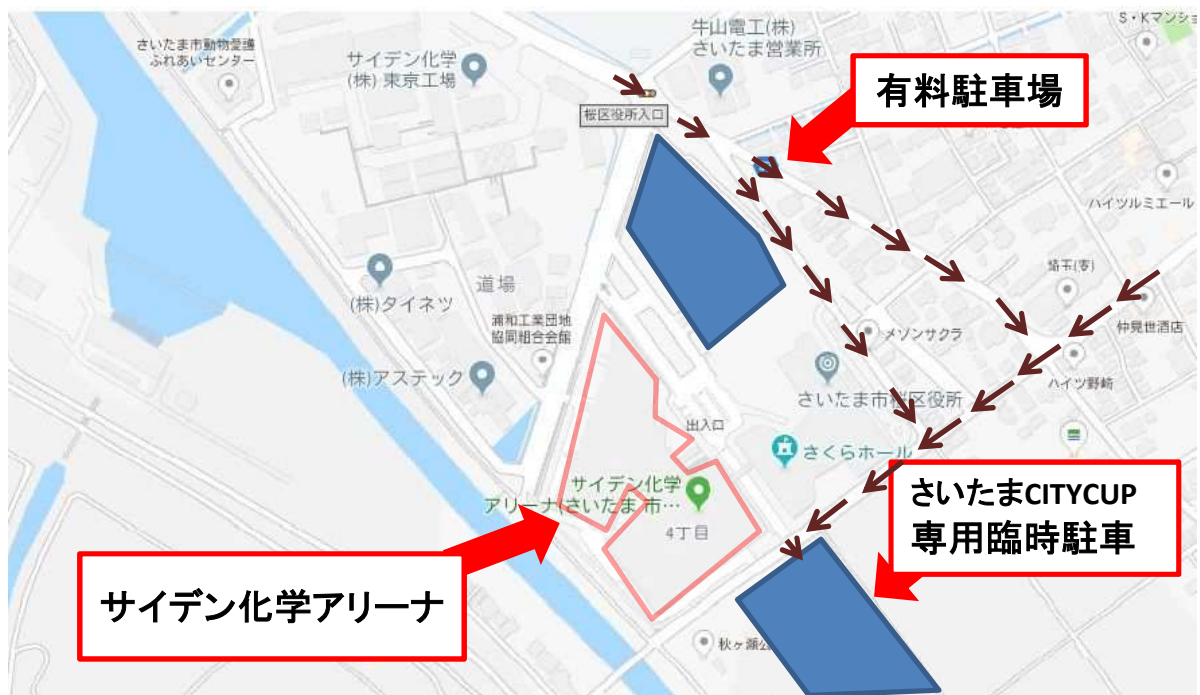 S・Kマンショ
さいたま市動物愛護
ふれあいセンター
サイデン化学
(株) 東京工場
牛山電工(株)
さいたま営業所
有料駐車場
桜区役所入口
ハイツルミエール
(株)タイネツ
道場
浦和工業団地
協同組合会館
埼玉(寄)
仲見世酒店
メゾンサクラ
(株)アステック
さいたま市桜区役所
ハイツ野崎
出入口
さくらホール
サイデン化学
アリーナ(さいたま 市…
4丁目
さいたまCITYCUP
専用臨時駐車
サイデン化学アリーナ
秋ヶ瀬公